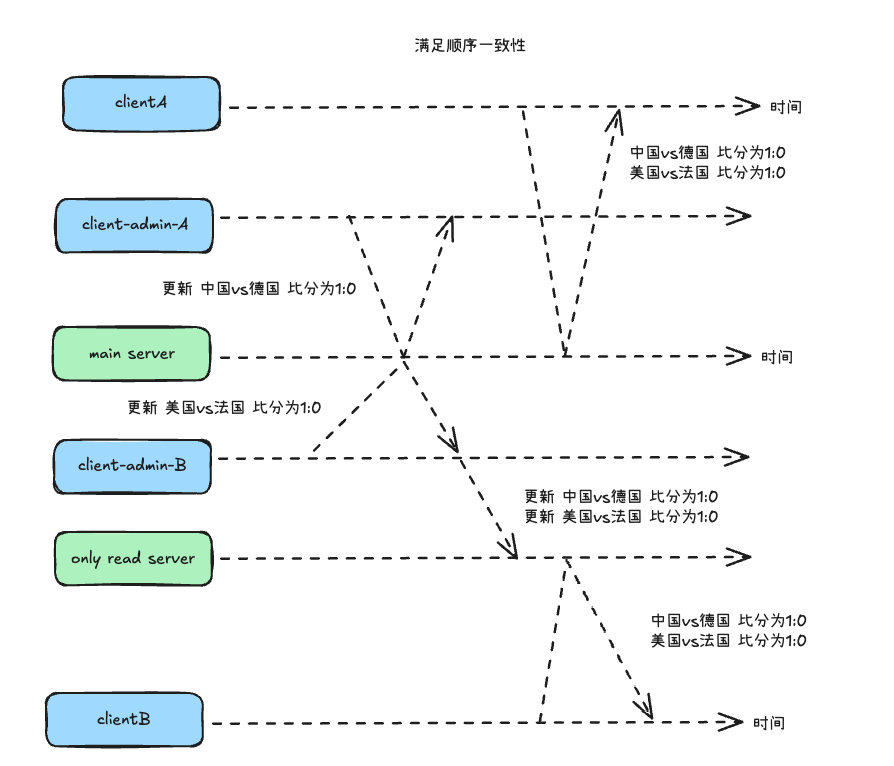 满足顺序一致性
clientA
时间
中国vs德国 比分为1:0
美国vs法国 比分为1:0
client-admin-A
更新 中国vs德国 比分为1:0
main server
时间
更新 美国vs法国 比分为1:0
client-admin-B
更新 中国vs德国 比分为1:0
更新 美国vs法国 比分为1:0
only read server
中国vs德国 比分为1:0
美国vs法国 比分为1:0
clientB
时间